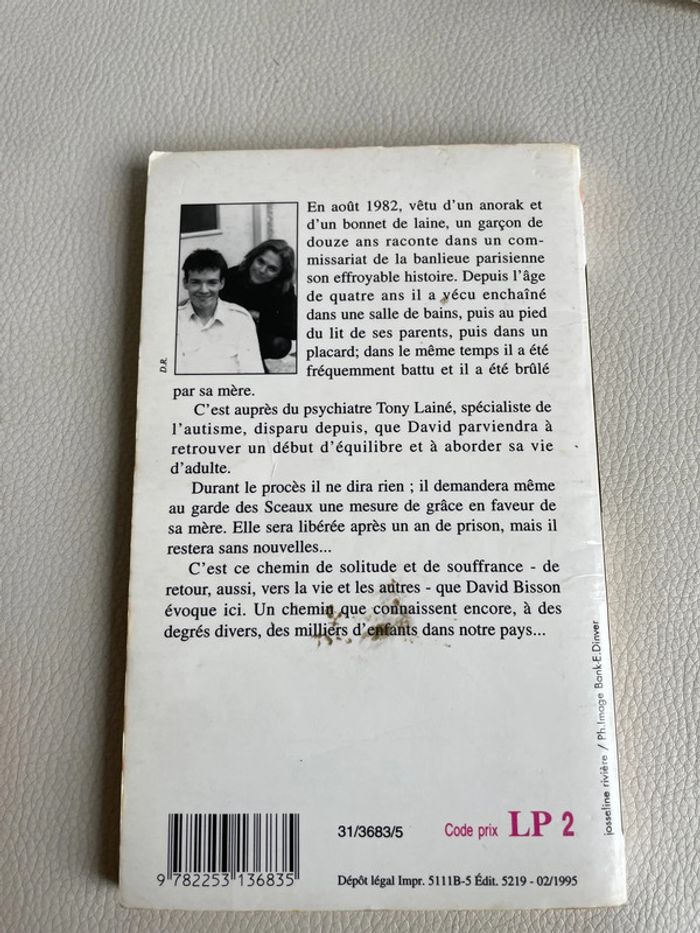 En août 1982, vêtu d'un anorak et
d'un bonnet de laine, un garçon de
douze ans raconte dans un com-
missariat de la banlieue parisienne
son effroyable histoire. Depuis l'âge
de quatre ans il a vécu enchaîné
dans une salle de bains, puis au pied
du lit de ses parents, puis dans un
placard; dans le même temps il a été
fréquemment battu et il a été brûlé
par sa mère.
D.R.
C'est auprès du psychiatre Tony Lainé, spécialiste de
l'autisme, disparu depuis, que David parviendra à
retrouver un début d'équilibre et à aborder sa vie
d'adulte.
Durant le procès il ne dira rien ; il demandera même
au garde des Sceaux une mesure de grâce en faveur de
sa mère. Elle sera libérée après un an de prison, mais il
restera sans nouvelles...
C'est ce chemin de solitude et de souffrance - de
retour, aussi, vers la vie et les autres - que David Bisson
évoque ici. Un chemin que connaissent encore, à des
degrés divers, des milliers d'enfants dans notre pays...
josseline rivière / Ph.Image Bank-E.Dinver
31/3683/5
Code prix LP 2
9 782253 136835
Dépôt légal Impr. 5111B-5 Édit. 5219 - 02/1995